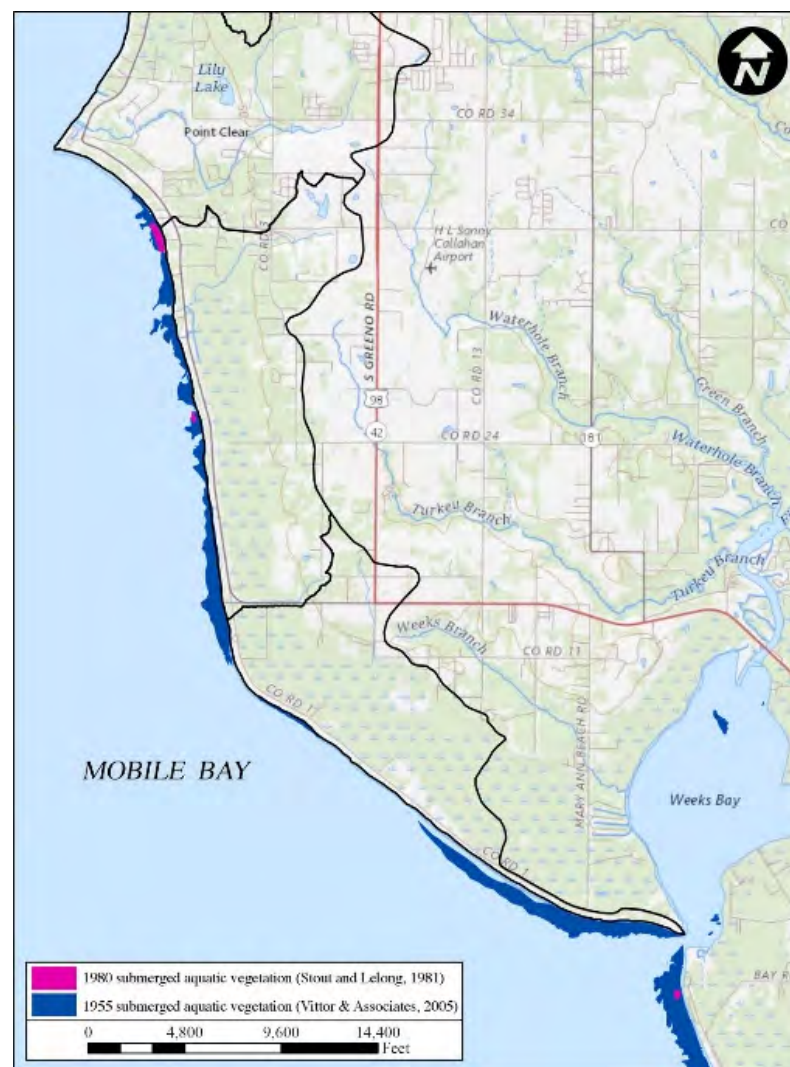 N
Lily
Lake
Point Clear
CO RD 34
CO RD 3
H L Sonny
Callahan
Airport
S GREENO RD
98
42
CO RD 13
CO RD 24
181
Waterhole
Branch
Green Branch
Waterhole Branch
Turkey Branch
Turkey Branch
Weeks Branch
CO RD 11
MARY ANN BEACH RD
CO RD 1
CO RD 1
MOBILE BAY
Weeks Bay
BAY R
1980 submerged aquatic vegetation (Stout and Lelong, 1981)
1955 submerged aquatic vegetation (Vittor & Associates, 2005)
0 4,800 9,600 14,400
Feet